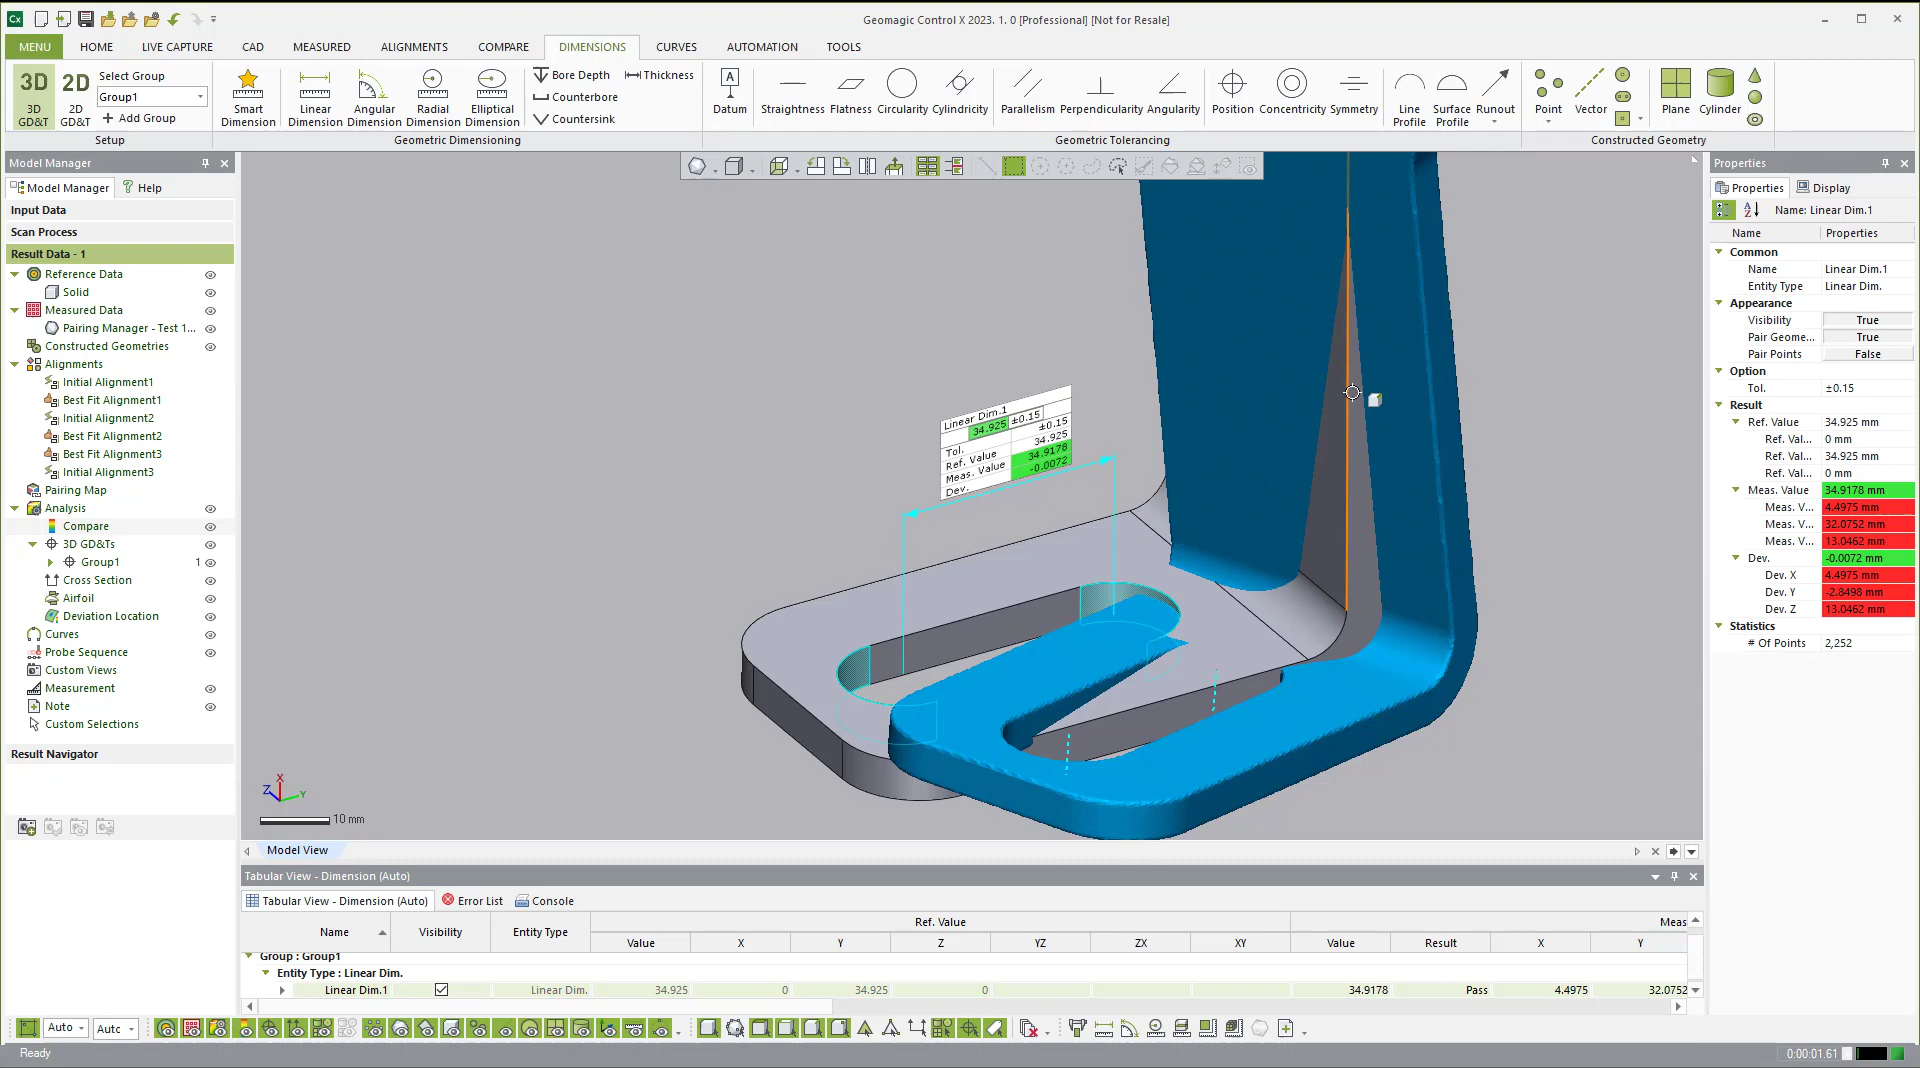 Cx
Geomagic Control X 2023. 1. 0 [Professional] [Not for Resale]
MENU HOME LIVE CAPTURE CAD MEASURED ALIGNMENTS COMPARE DIMENSIONS CURVES AUTOMATION TOOLS
3D 3D GD&T
2D 2D GD&T
Select Group
Group1
Add Group
Setup
Smart Dimension
Linear Dimension
Angular Dimension
Radial Dimension
Elliptical Dimension
Bore Depth
Counterbore
Countersink
Thickness
Geometric Dimensioning
Datum
Straightness
Flatness
Circularity
Cylindricity
Parallelism
Perpendicularity
Angularity
Position
Concentricity
Symmetry
Line Profile
Surface Profile
Runout
Geometric Tolerancing
Point
Vector
Plane
Cylinder
Constructed Geometry
Model Manager
Model Manager Help
Input Data
Scan Process
Result Data - 1
Reference Data
Solid
Measured Data
Pairing Manager - Test 1...
Constructed Geometries
Alignments
Initial Alignment1
Best Fit Alignment1
Initial Alignment2
Best Fit Alignment2
Best Fit Alignment3
Initial Alignment3
Pairing Map
Analysis
Compare
3D GD&Ts
Group1 1
Cross Section
Airfoil
Deviation Location
Curves
Probe Sequence
Custom Views
Measurement
Note
Custom Selections
Result Navigator
Linear Dim.1
34.925 ±0.15
Tol. ±0.15
Ref. Value 34.925
Meas. Value 34.9178
Dev. -0.0072
X
Z
Y
10 mm
Model View
Properties
Properties Display
Name: Linear Dim.1
Name Properties
Common
Name Linear Dim.1
Entity Type Linear Dim.
Appearance
Visibility True
Pair Geome... True
Pair Points False
Option
Tol. ±0.15
Result
Ref. Value 34.925 mm
Ref. Val... 0 mm
Ref. Val... 34.925 mm
Ref. Val... 0 mm
Meas. Value 34.9178 mm
Meas. V... 4.4975 mm
Meas. V... 32.0752 mm
Meas. V... 13.0462 mm
Dev. -0.0072 mm
Dev. X 4.4975 mm
Dev. Y -2.8498 mm
Dev. Z 13.0462 mm
Statistics
# Of Points 2,252
Tabular View - Dimension (Auto)
Tabular View - Dimension (Auto) Error List Console
Name Visibility Entity Type Ref. Value Meas
Value X Y Z YZ ZX XY Value Result X Y
Group : Group1
Entity Type : Linear Dim.
Linear Dim.1 Linear Dim. 34.925 0 34.925 0 34.9178 Pass 4.4975 32.0752
Auto Autc
Ready
0:00:01.61